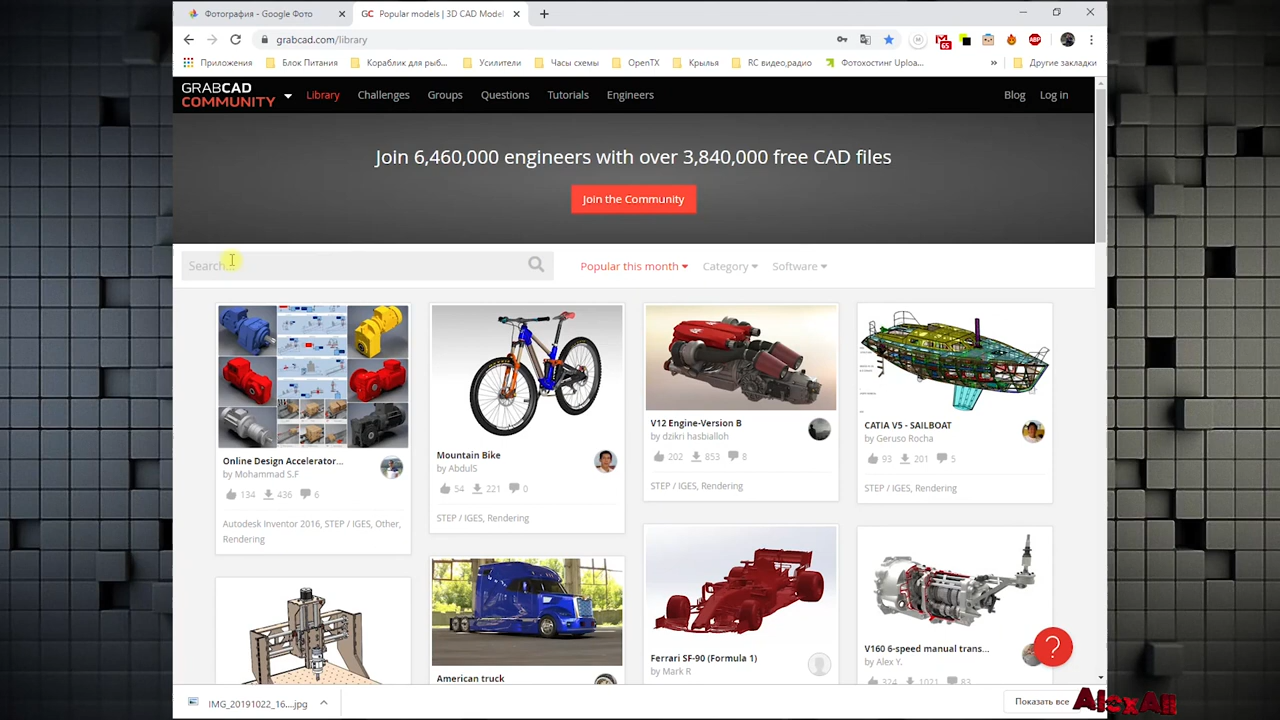 Фотография - Google Фото
GC Popular models | 3D CAD Model
grabcad.com/library
65
ABP
Приложения
Блок Питания
Кораблик для рыб...
Усилители
Часы схемы
OpenTX
Крылья
RC видео,радио
Фотохостинг Uploa...
»
Другие закладки
GRABCAD
COMMUNITY
Library
Challenges
Groups
Questions
Tutorials
Engineers
Blog
Log in
Join 6,460,000 engineers with over 3,840,000 free CAD files
Join the Community
Search...
Popular this month
Category
Software
Online Design Accelerator...
by Mohammad S.F
134 436 6
Autodesk Inventor 2016, STEP / IGES, Other,
Rendering
Mountain Bike
by AbdulS
54 221 0
STEP / IGES, Rendering
V12 Engine-Version B
by dzikri hasbialloh
202 853 8
STEP / IGES, Rendering
CATIA V5 - SAILBOAT
by Geruso Rocha
93 201 5
STEP / IGES, Rendering
American truck
Ferrari SF-90 (Formula 1)
by Mark R
V160 6-speed manual trans...
by Alex Y.
324 1021 83
?
IMG_20191022_16....jpg
Показать все
AlexAll